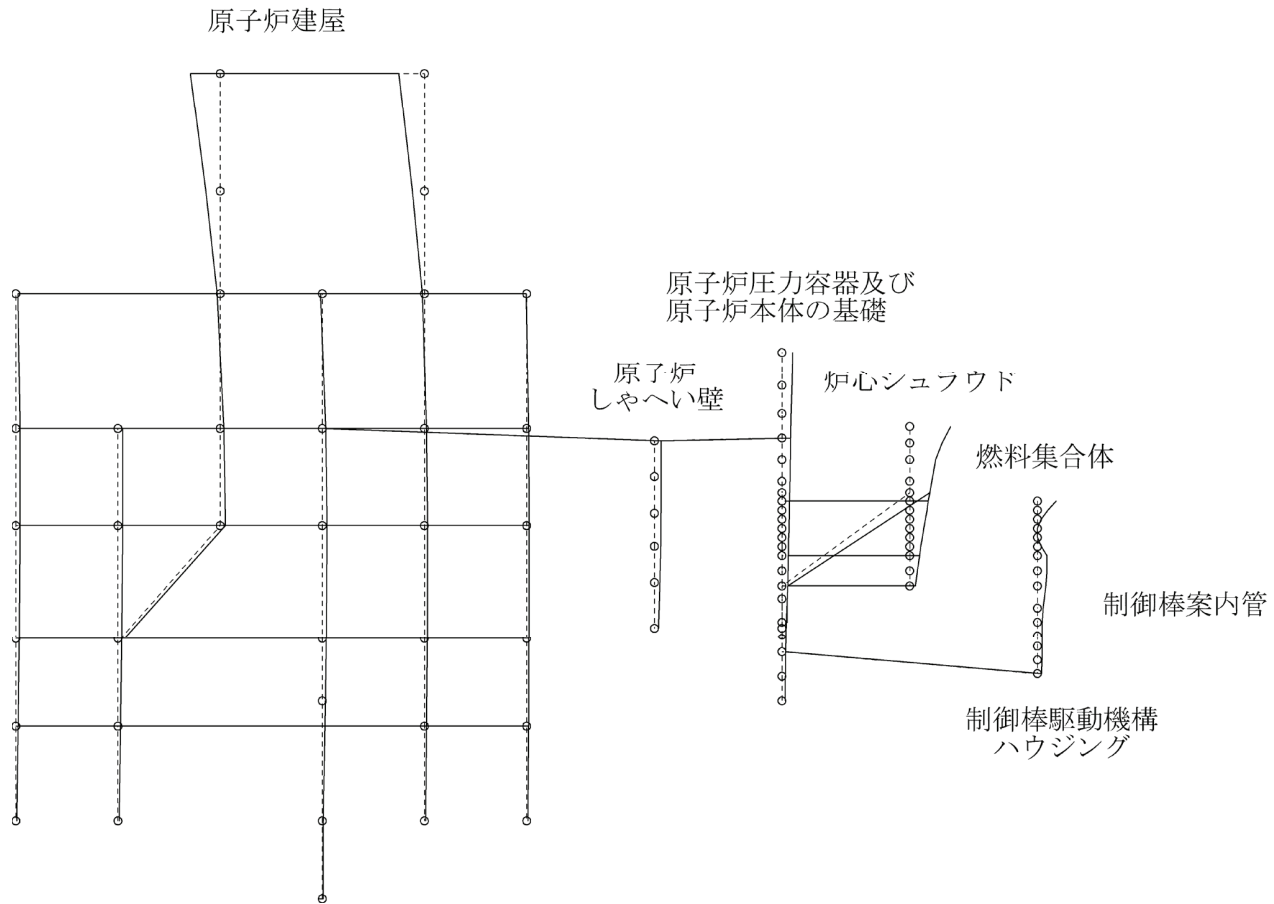 原子炉建屋
原子炉圧力容器及び
原子炉本体の基礎
原子炉
しゃへい壁
炉心シュラウド
燃料集合体
制御棒案内管
制御棒駆動機構
ハウジング